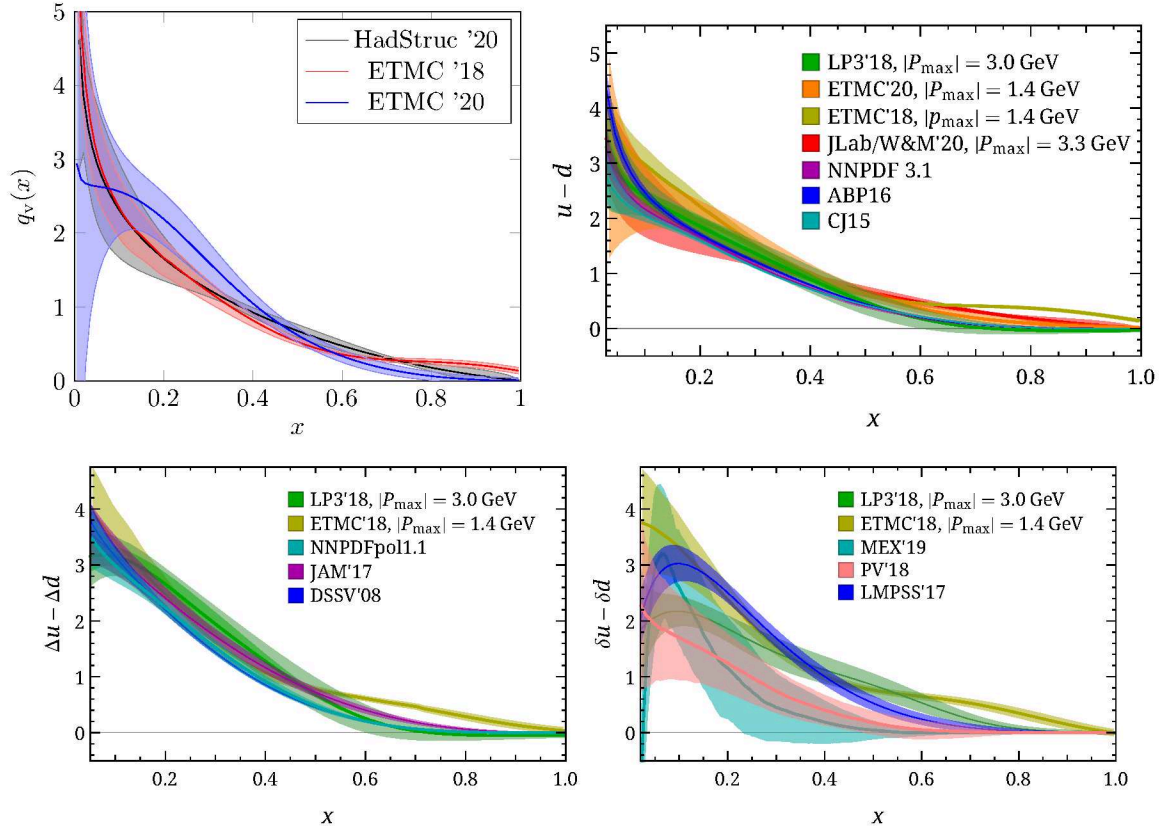 HadStruc '20
ETMC '18
ETMC '20
5
4
3
2
1
0
q_v(x)
0 0.2 0.4 0.6 0.8 1
x
LP3'18, |P_max| = 3.0 GeV
ETMC'20, |P_max| = 1.4 GeV
ETMC'18, |p_max| = 1.4 GeV
JLab/W&M'20, |P_max| = 3.3 GeV
NNPDF 3.1
ABP16
CJ15
5
4
3
2
1
0
u − d
0.2 0.4 0.6 0.8 1.0
x
LP3'18, |P_max| = 3.0 GeV
ETMC'18, |P_max| = 1.4 GeV
NNPDFpol1.1
JAM'17
DSSV'08
4
3
2
1
0
Δu − Δd
0.2 0.4 0.6 0.8 1.0
x
LP3'18, |P_max| = 3.0 GeV
ETMC'18, |P_max| = 1.4 GeV
MEX'19
PV'18
LMPSS'17
4
3
2
1
0
δu − δd
0.2 0.4 0.6 0.8 1.0
x